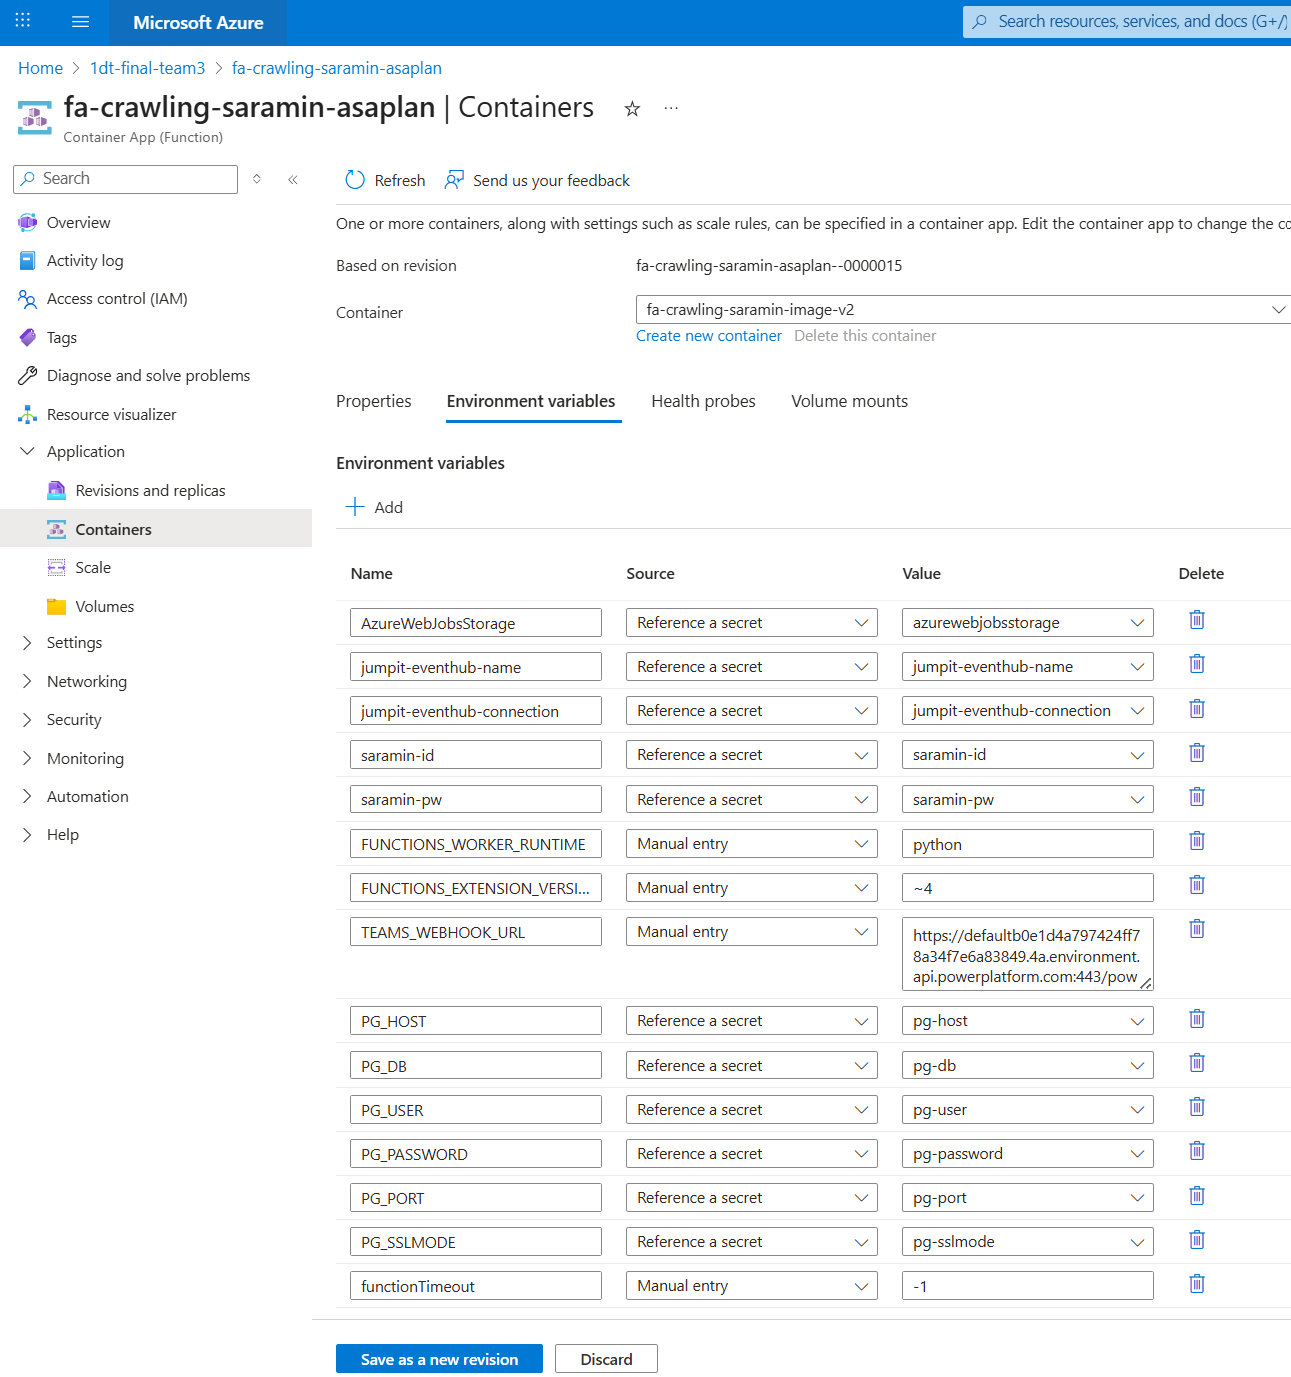 Microsoft Azure
Search resources, services, and docs (G+/)
Home > 1dt-final-team3 > fa-crawling-saramin-asaplan
fa-crawling-saramin-asaplan | Containers
Container App (Function)
Search
Refresh
Send us your feedback
Overview
Activity log
Access control (IAM)
Tags
Diagnose and solve problems
Resource visualizer
Application
Revisions and replicas
Containers
Scale
Volumes
Settings
Networking
Security
Monitoring
Automation
Help
One or more containers, along with settings such as scale rules, can be specified in a container app. Edit the container app to change the co
Based on revision
fa-crawling-saramin-asaplan--0000015
Container
fa-crawling-saramin-image-v2
Create new container Delete this container
Properties Environment variables Health probes Volume mounts
Environment variables
Add
Name Source Value Delete
AzureWebJobsStorage Reference a secret azurewebjobsstorage
jumpit-eventhub-name Reference a secret jumpit-eventhub-name
jumpit-eventhub-connection Reference a secret jumpit-eventhub-connection
saramin-id Reference a secret saramin-id
saramin-pw Reference a secret saramin-pw
FUNCTIONS_WORKER_RUNTIME Manual entry python
FUNCTIONS_EXTENSION_VERSI... Manual entry ~4
TEAMS_WEBHOOK_URL Manual entry https://defaultb0e1d4a797424ff7
8a34f7e6a83849.4a.environment.
api.powerplatform.com:443/pow
PG_HOST Reference a secret pg-host
PG_DB Reference a secret pg-db
PG_USER Reference a secret pg-user
PG_PASSWORD Reference a secret pg-password
PG_PORT Reference a secret pg-port
PG_SSLMODE Reference a secret pg-sslmode
functionTimeout Manual entry -1
Save as a new revision Discard